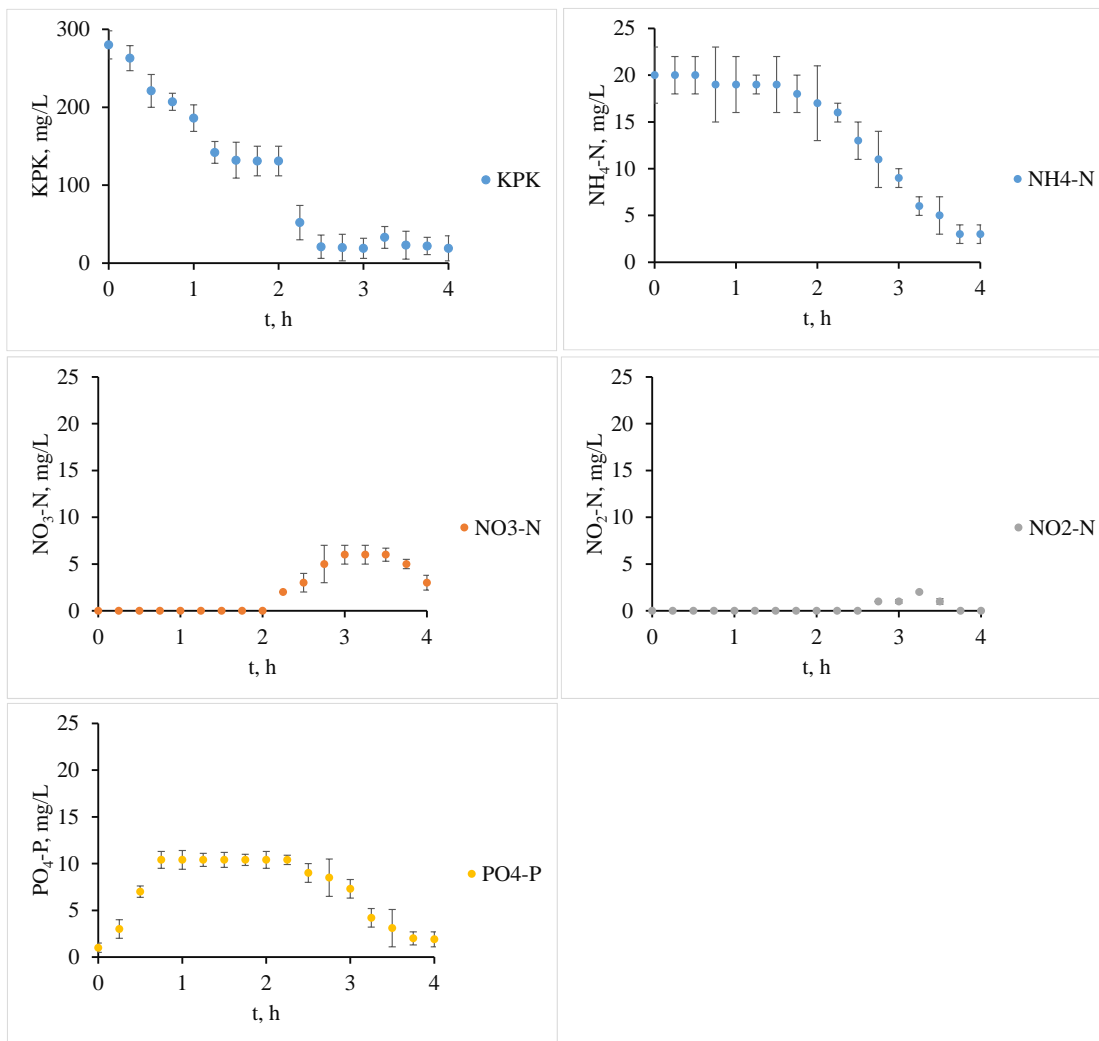 300
200
100
0
KPK, mg/L
0 1 2 3 4
t, h
KPK
25
20
15
10
5
0
NH₄-N, mg/L
0 1 2 3 4
t, h
NH4-N
25
20
15
10
5
0
NO₃-N, mg/L
0 1 2 3 4
t, h
NO3-N
25
20
15
10
5
0
NO₂-N, mg/L
0 1 2 3 4
t, h
NO2-N
25
20
15
10
5
0
PO₄-P, mg/L
0 1 2 3 4
t, h
PO4-P